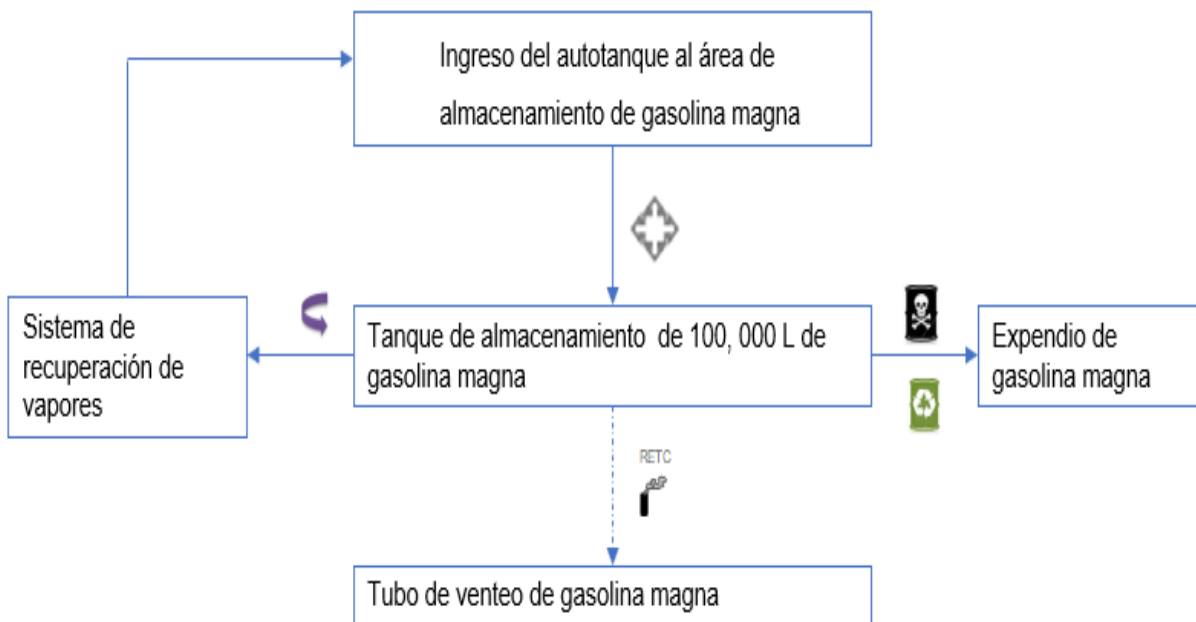 Ingreso del autotanque al área de
almacenamiento de gasolina magna
Sistema de
recuperación de
vapores
Tanque de almacenamiento de 100, 000 L de
gasolina magna
Expendio de
gasolina magna
RETC
Tubo de venteo de gasolina magna